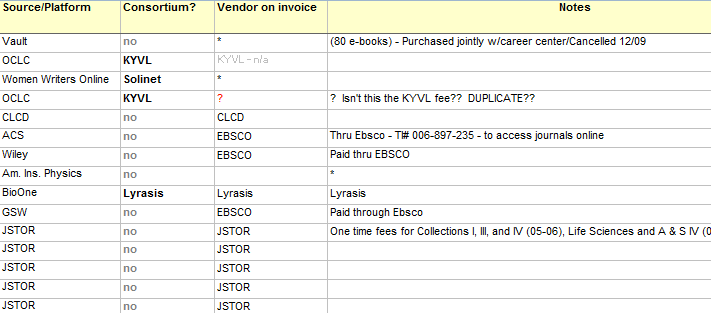 Source/Platform Consortium? Vendor on invoice Notes
Vault no * (80 e-books) - Purchased jointly w/career center/Cancelled 12/09
OCLC KYVL KYVL - n/a
Women Writers Online Solinet *
OCLC KYVL ? ? Isn't this the KYVL fee?? DUPLICATE??
CLCD no CLCD
ACS no EBSCO Thru Ebsco - TI# 006-897-235 - to access journals online
Wiley no EBSCO Paid thru EBSCO
Am. Ins. Physics no *
BioOne Lyrasis Lyrasis Lyrasis
GSW no EBSCO Paid through Ebsco
JSTOR no JSTOR One time fees for Collections I, III, and IV (05-06), Life Sciences and A & S IV (0
JSTOR no JSTOR
JSTOR no JSTOR
JSTOR no JSTOR
JSTOR no JSTOR